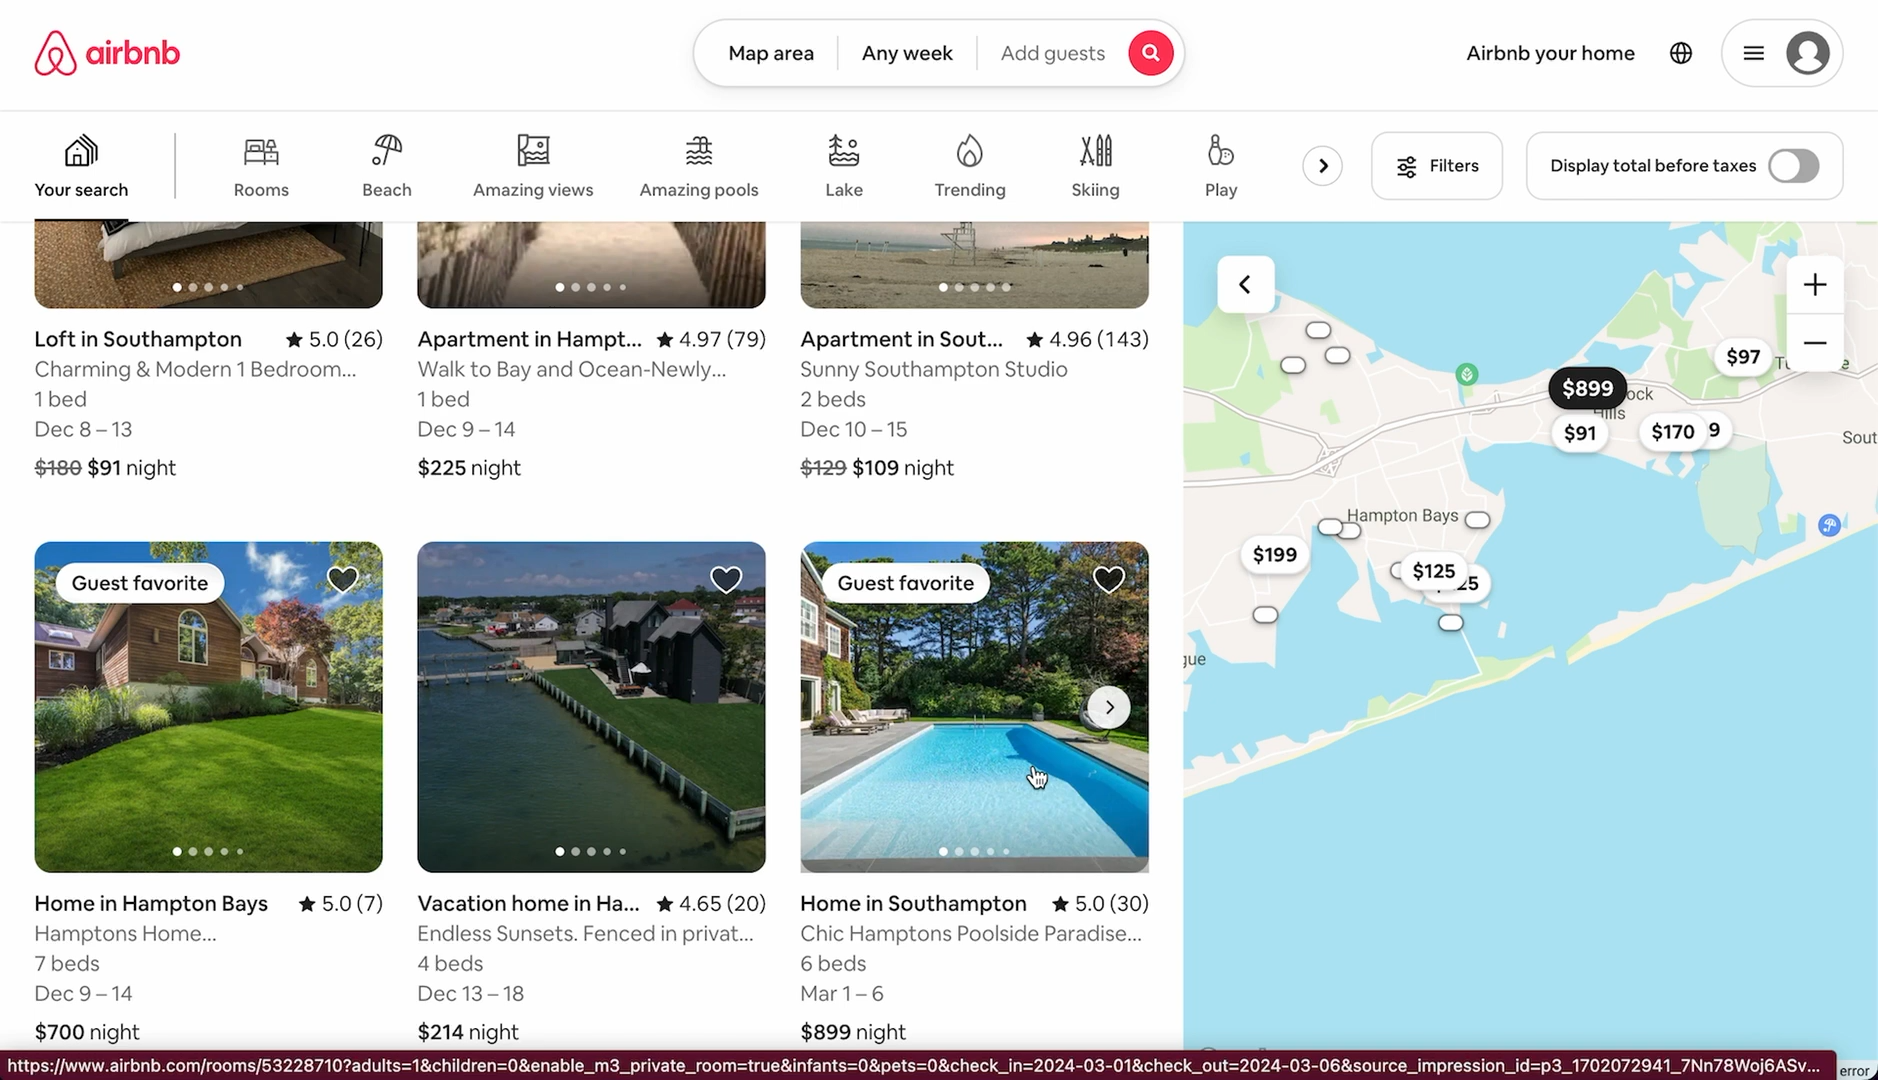 airbnb
Map area
Any week
Add guests
Airbnb your home
Your search
Rooms
Beach
Amazing views
Amazing pools
Lake
Trending
Skiing
Play
Filters
Display total before taxes
Loft in Southampton
5.0 (26)
Charming & Modern 1 Bedroom...
1 bed
Dec 8 – 13
$180 $91 night
Apartment in Hampt...
4.97 (79)
Walk to Bay and Ocean-Newly...
1 bed
Dec 9 – 14
$225 night
Apartment in Sout...
4.96 (143)
Sunny Southampton Studio
2 beds
Dec 10 – 15
$129 $109 night
Guest favorite
Home in Hampton Bays
5.0 (7)
Hamptons Home...
7 beds
Dec 9 – 14
$700 night
Vacation home in Ha...
4.65 (20)
Endless Sunsets. Fenced in privat...
4 beds
Dec 13 – 18
$214 night
Guest favorite
Home in Southampton
5.0 (30)
Chic Hamptons Poolside Paradise...
6 beds
Mar 1 – 6
$899 night
$97
$899
$91
$170
9
Hampton Bays
$199
$125
25
https://www.airbnb.com/rooms/53228710?adults=1&children=0&enable_m3_private_room=true&infants=0&pets=0&check_in=2024-03-01&check_out=2024-03-06&source_impression_id=p3_1702072941_7Nn78Woj6ASv...
error